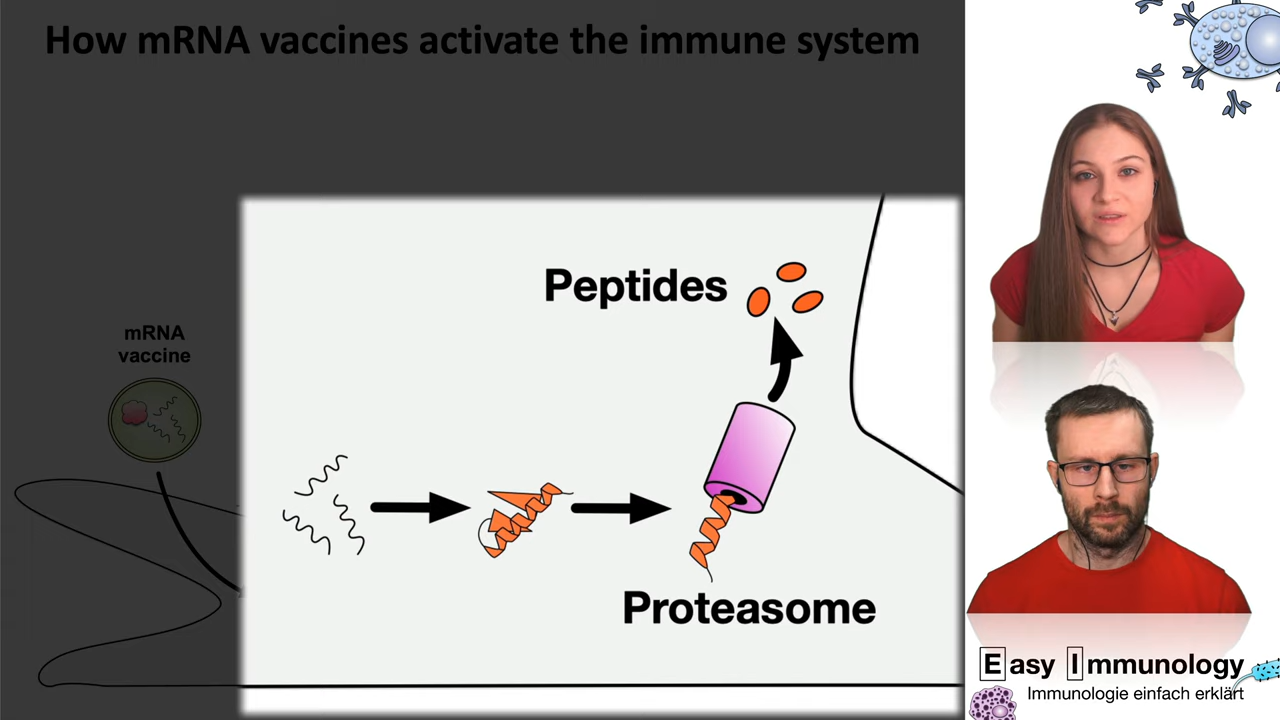 How mRNA vaccines activate the immune system
mRNA
vaccine
Peptides
Proteasome
Easy Immunology
Immunologie einfach erklärt